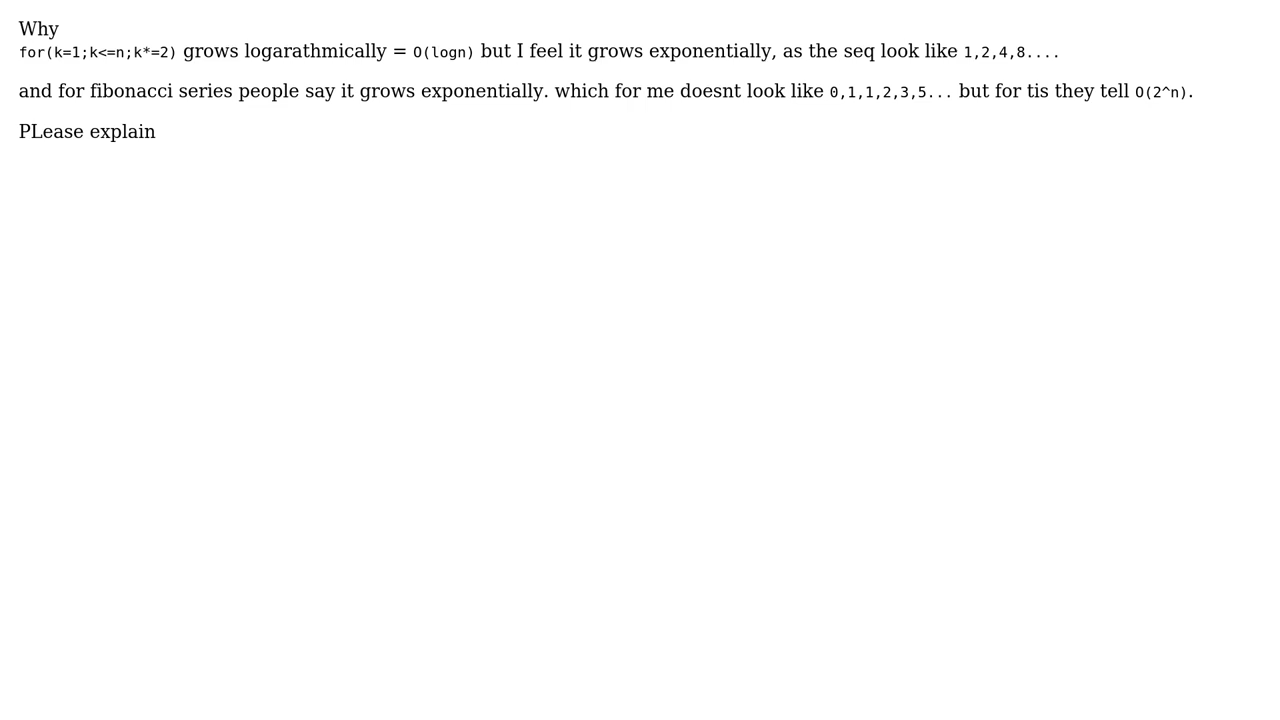 Why
for(k=1;k<=n;k*=2) grows logarathmically = O(logn) but I feel it grows exponentially, as the seq look like 1,2,4,8....
and for fibonacci series people say it grows exponentially. which for me doesnt look like 0,1,1,2,3,5... but for tis they tell O(2^n).
PLease explain